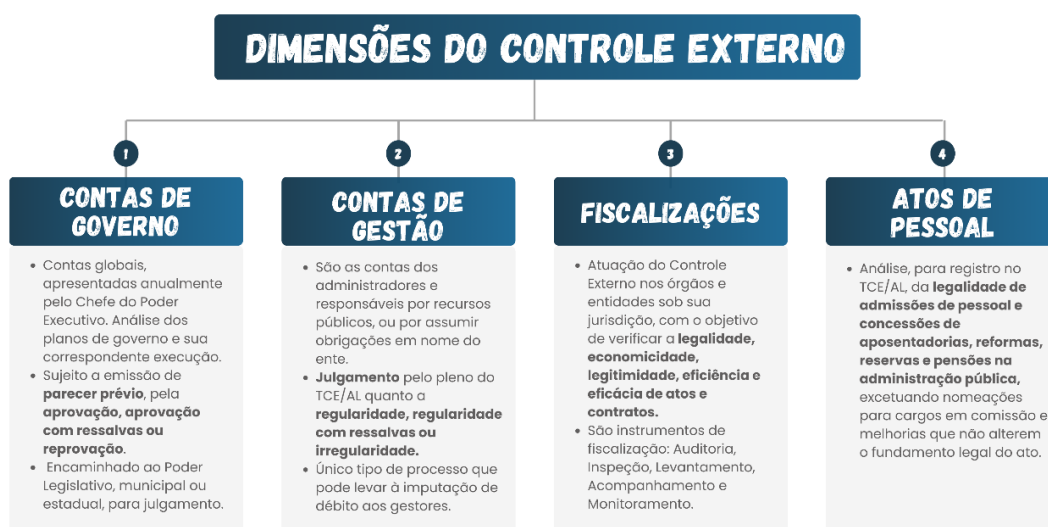 DIMENSÕES DO CONTROLE EXTERNO
1
CONTAS DE
GOVERNO
• Contas globais,
apresentadas anualmente
pelo Chefe do Poder
Executivo. Análise dos
planos de governo e sua
correspondente execução.
• Sujeito a emissão de
parecer prévio, pela
aprovação, aprovação
com ressalvas ou
reprovação.
• Encaminhado ao Poder
Legislativo, municipal ou
estadual, para julgamento.
2
CONTAS DE
GESTÃO
• São as contas dos
administradores e
responsáveis por recursos
públicos, ou por assumir
obrigações em nome do
ente.
• Julgamento pelo pleno do
TCE/AL quanto a
regularidade, regularidade
com ressalvas ou
irregularidade.
• Único tipo de processo que
pode levar à imputação de
débito aos gestores.
3
FISCALIZAÇÕES
• Atuação do Controle
Externo nos órgãos e
entidades sob sua
jurisdição, com o objetivo
de verificar a legalidade,
economicidade,
legitimidade, eficiência e
eficácia de atos e
contratos.
• São instrumentos de
fiscalização: Auditoria,
Inspeção, Levantamento,
Acompanhamento e
Monitoramento.
4
ATOS DE
PESSOAL
• Análise, para registro no
TCE/AL, da legalidade de
admissões de pessoal e
concessões de
aposentadorias, reformas,
reservas e pensões na
administração pública,
excetuando nomeações
para cargos em comissão e
melhorias que não alterem
o fundamento legal do ato.